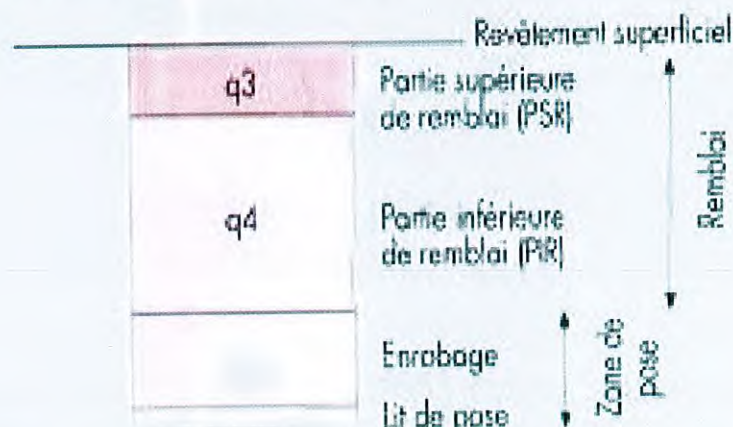 Revêtement superficiel
q3
Partie supérieure
de remblai (PSR)
Remblai
q4
Partie inférieure
de remblai (PIR)
Enrobage
Zone de
pose
Lit de pose